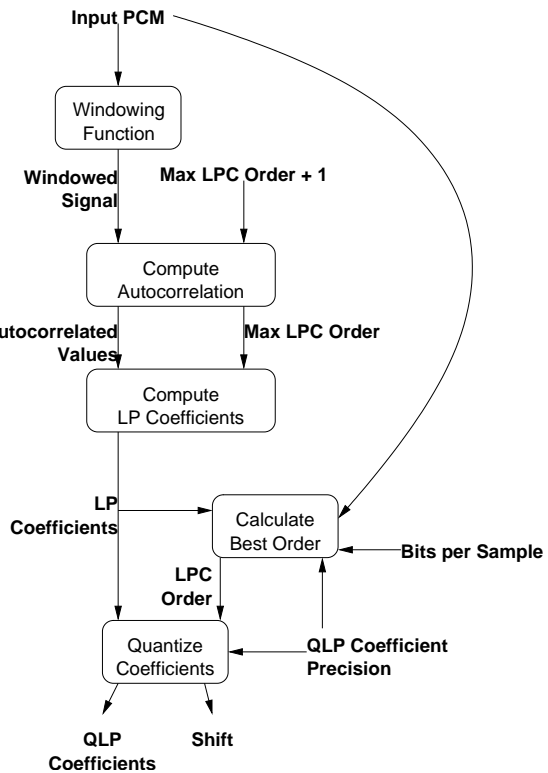 Input PCM
Windowing
Function
Windowed
Signal
Max LPC Order + 1
Compute
Autocorrelation
utocorrelated
Values
Max LPC Order
Compute
LP Coefficients
LP
Coefficients
Calculate
Best Order
Bits per Sample
LPC
Order
Quantize
Coefficients
QLP Coefficient
Precision
QLP
Coefficients
Shift